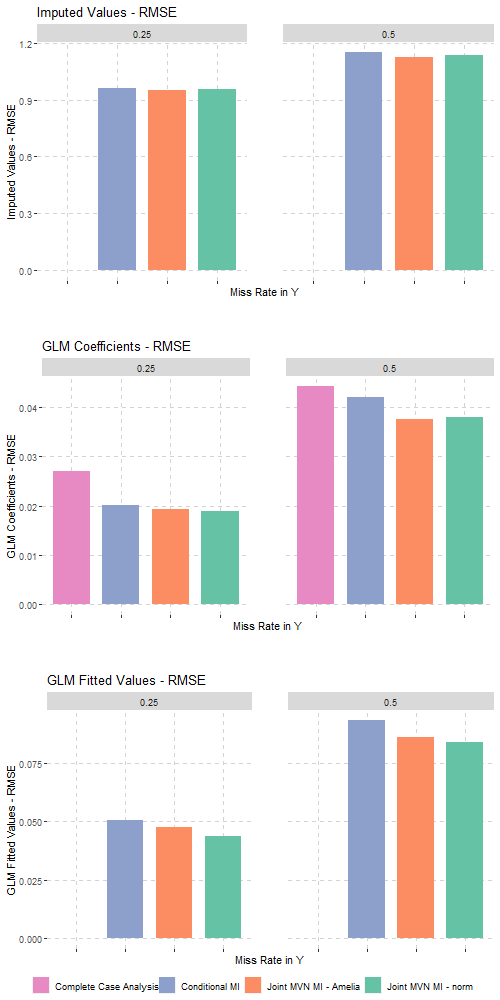 Imputed Values - RMSE
0.25 0.5
1.2
0.9
0.6
0.3
0.0
Imputed Values - RMSE
Miss Rate in Y
GLM Coefficients - RMSE
0.25 0.5
0.04
0.03
0.02
0.01
0.00
GLM Coefficients - RMSE
Miss Rate in Y
GLM Fitted Values - RMSE
0.25 0.5
0.075
0.050
0.025
0.000
GLM Fitted Values - RMSE
Miss Rate in Y
Complete Case Analysis Conditional MI Joint MVN MI - Amelia Joint MVN MI - norm